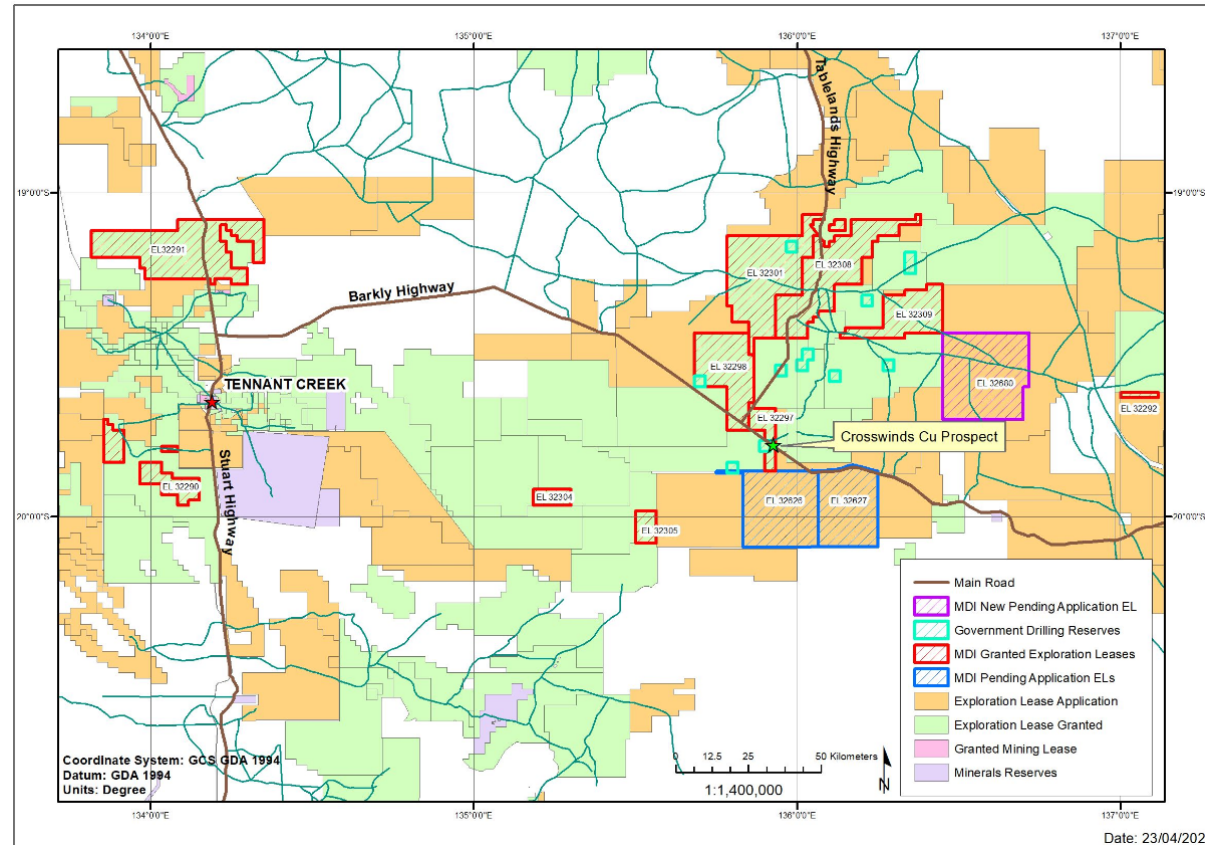 134°0'0"E
135°0'0"E
136°0'0"E
137°0'0"E
19°0'0"S
19°0'0"S
Tablelands Highway
EL 32291
EL 32301
EL 32308
Barkly Highway
EL 32309
EL 32298
EL 32680
TENNANT CREEK
EL 32292
EL 32297
Crosswinds Cu Prospect
Stuart Highway
EL 32290
EL 32304
EL 32626
EL 32627
20°0'0"S
20°0'0"S
EL 32305
Main Road
MDI New Pending Application EL
Government Drilling Reserves
MDI Granted Exploration Leases
MDI Pending Application ELs
Exploration Lease Application
Exploration Lease Granted
Granted Mining Lease
Minerals Reserves
Coordinate System: GCS GDA 1994
Datum: GDA 1994
Units: Degree
0 12.5 25 50 Kilometers
1:1,400,000
N
134°0'0"E
135°0'0"E
136°0'0"E
137°0'0"E
Date: 23/04/202